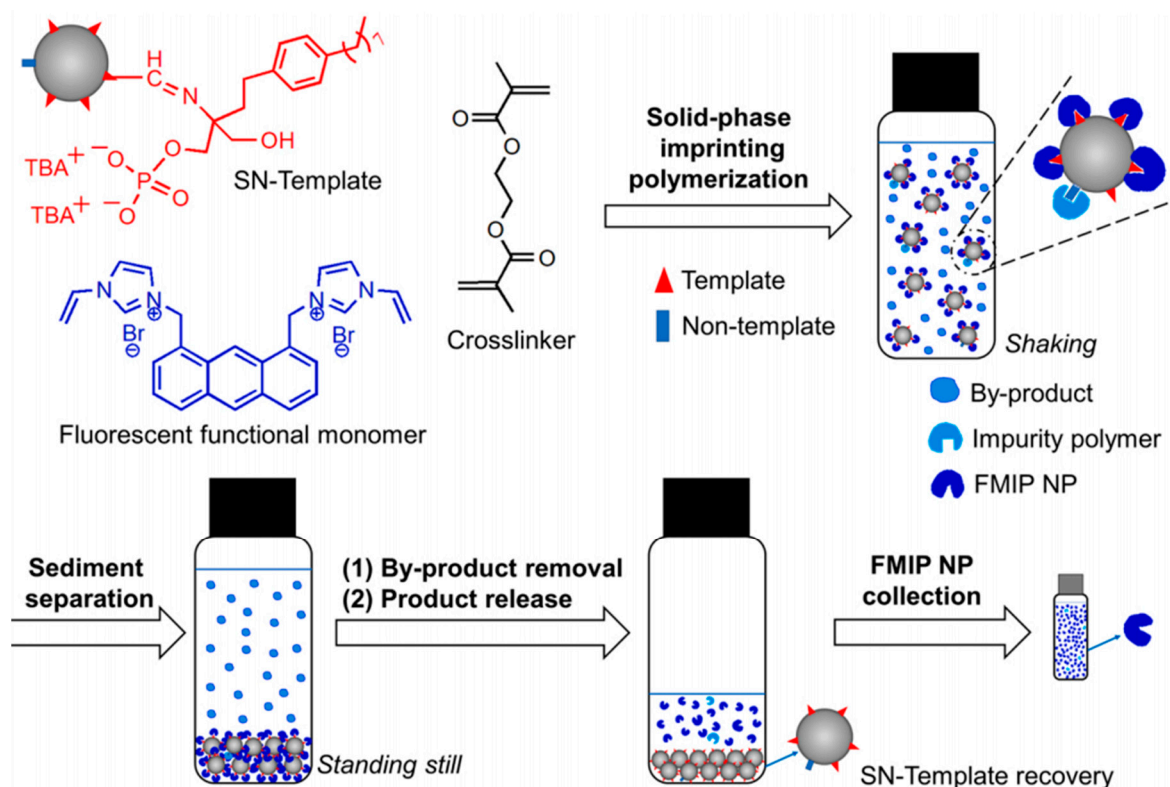 H
C
N
7
OH
O
TBA+ −O
P
O
TBA+ −O
SN-Template
O
O
O
O
Crosslinker
Solid-phase
imprinting
polymerization
Template
Non-template
Shaking
N
N
⊕
Br
⊖
N
N
⊕
Br
⊖
Fluorescent functional monomer
By-product
Impurity polymer
FMIP NP
Sediment
separation
Standing still
(1) By-product removal
(2) Product release
SN-Template recovery
FMIP NP
collection